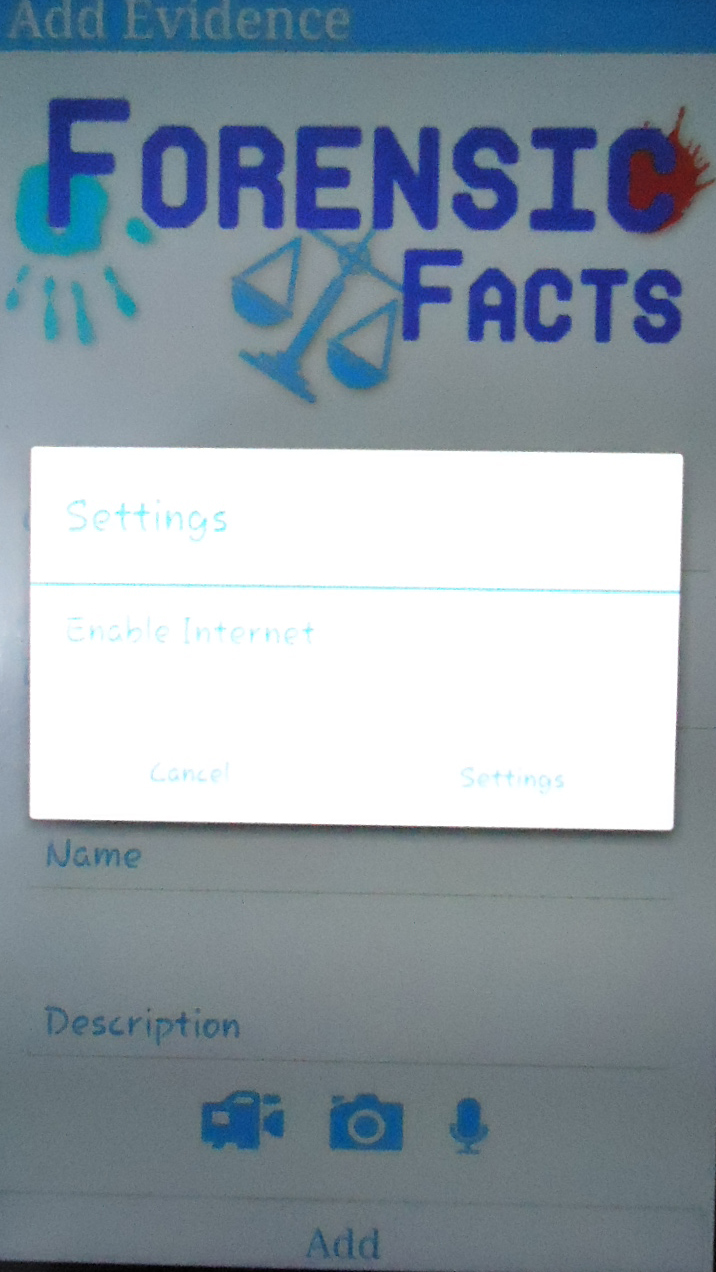 Add Evidence
FORENSIC
FACTS
Settings
Enable Internet
Cancel
Settings
Name
Description
Add